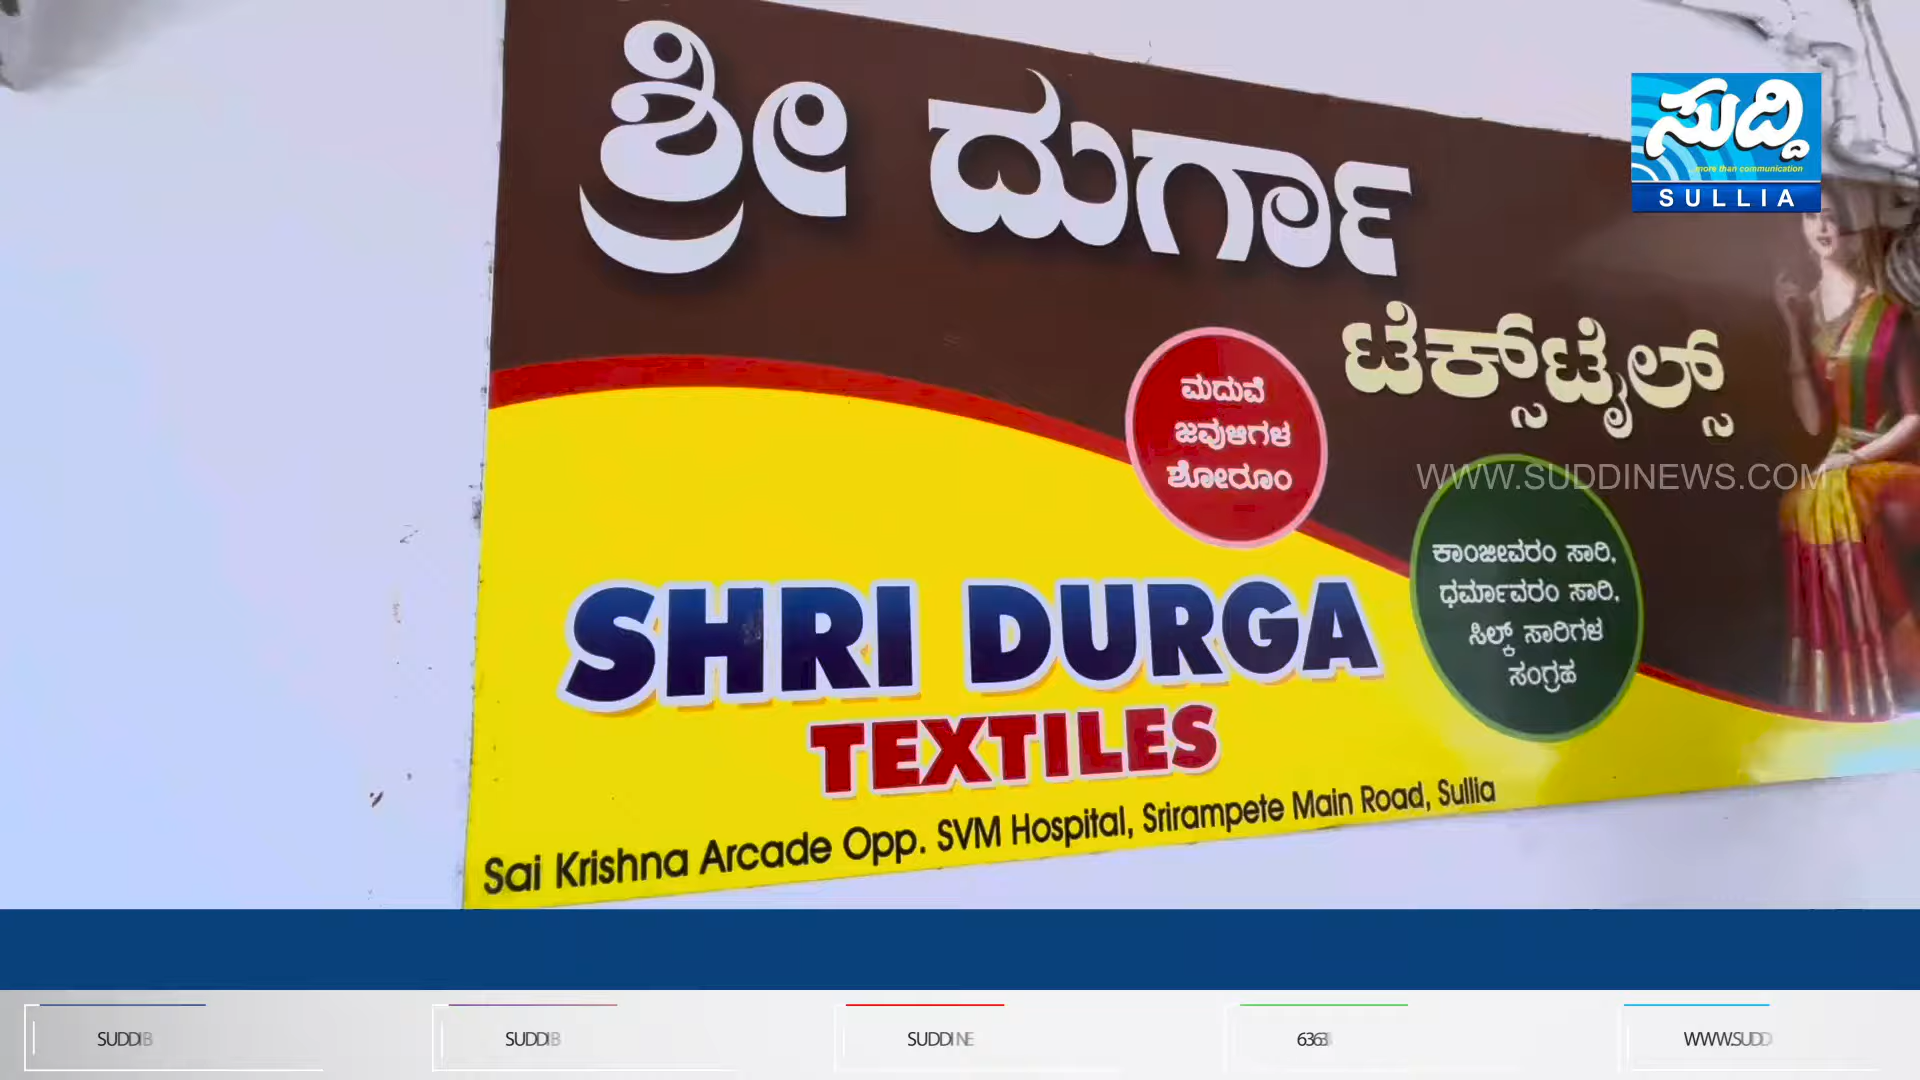 ಶ್ರೀ ದುರ್ಗಾ
ಟೆಕ್ಸ್‌ಟೈಲ್ಸ್
ಮದುವೆ
ಜವುಳಿಗಳ
ಶೋರೂಂ
ಕಾಂಜೀವರಂ ಸಾರಿ,
ಧರ್ಮಾವರಂ ಸಾರಿ,
ಸಿಲ್ಕ್ ಸಾರಿಗಳ
ಸಂಗ್ರಹ
SHRI DURGA
TEXTILES
Sai Krishna Arcade Opp. SVM Hospital, Srirampete Main Road, Sullia
ಸುದ್ದಿ
more than communication
SULLIA
WWW.SUDDINEWS.COM